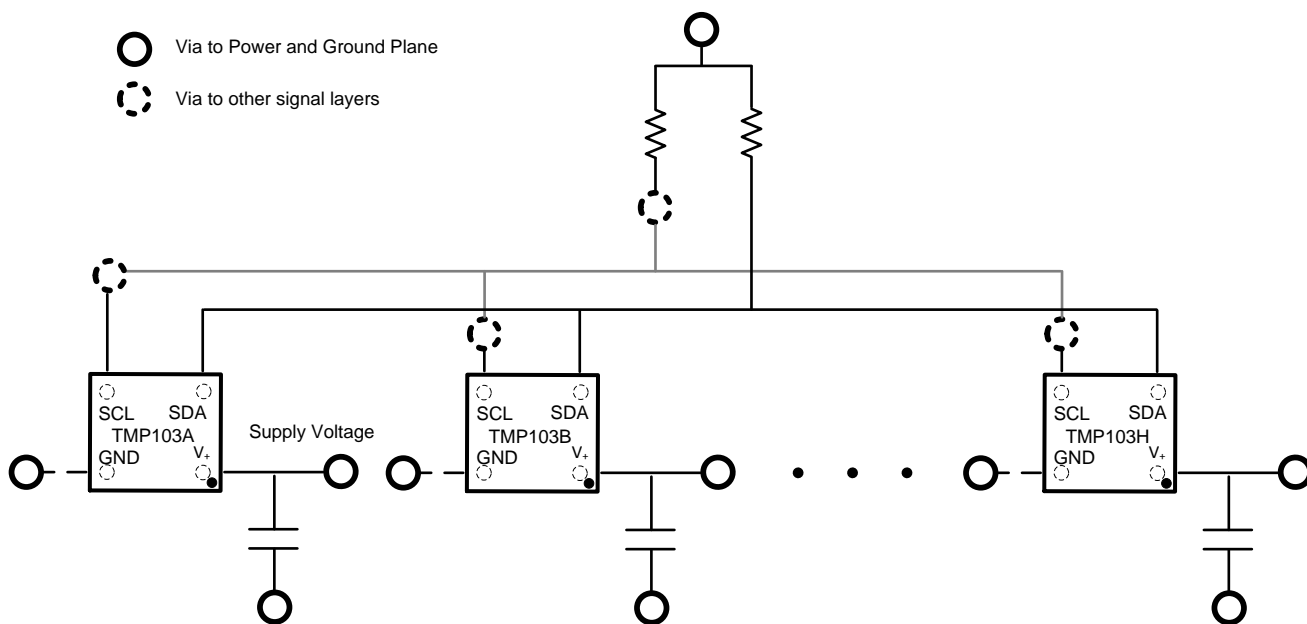 Via to Power and Ground Plane
Via to other signal layers
SCL SDA
TMP103A
GND V+
Supply Voltage
SCL SDA
TMP103B
GND V+
SCL SDA
TMP103H
GND V+